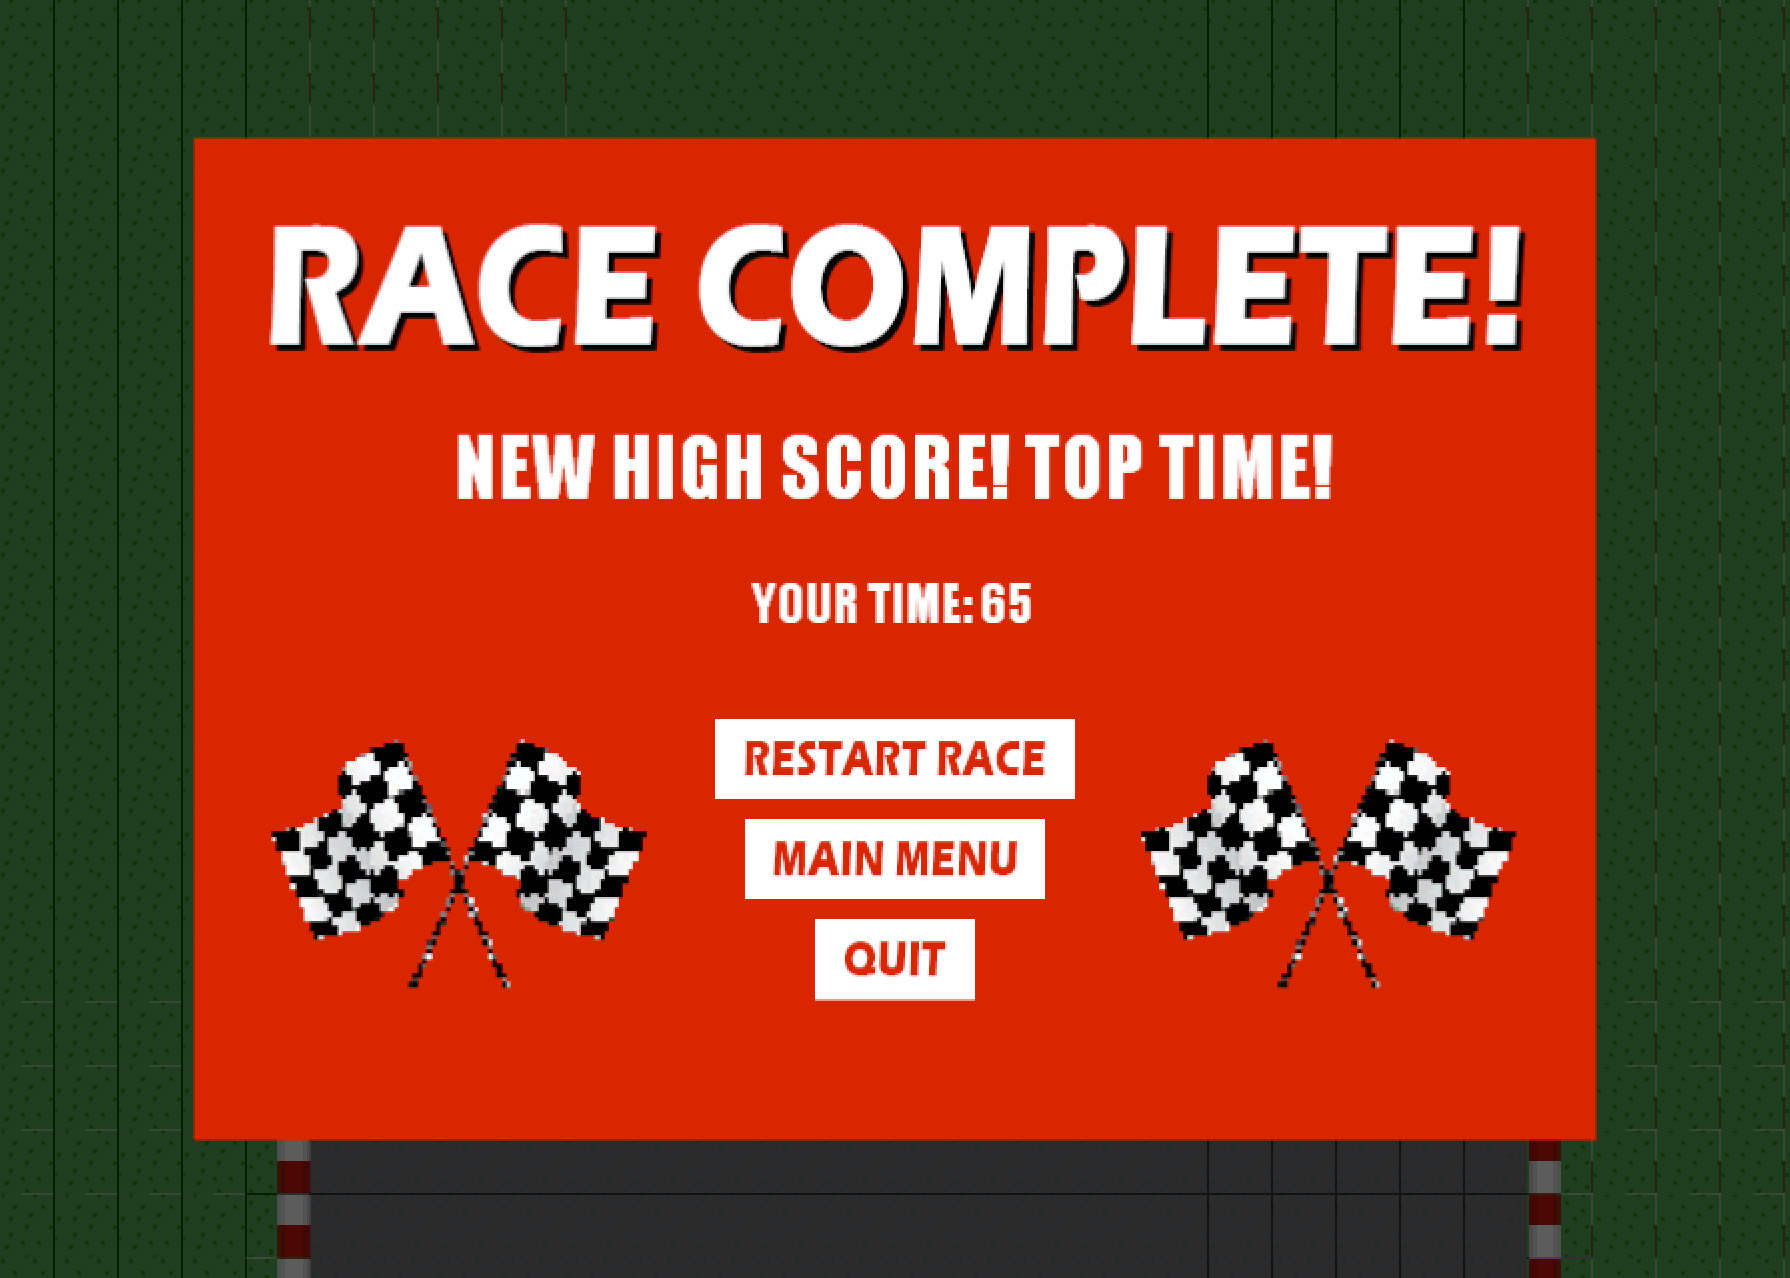 RACE COMPLETE!
NEW HIGH SCORE! TOP TIME!
YOUR TIME: 65
RESTART RACE
MAIN MENU
QUIT